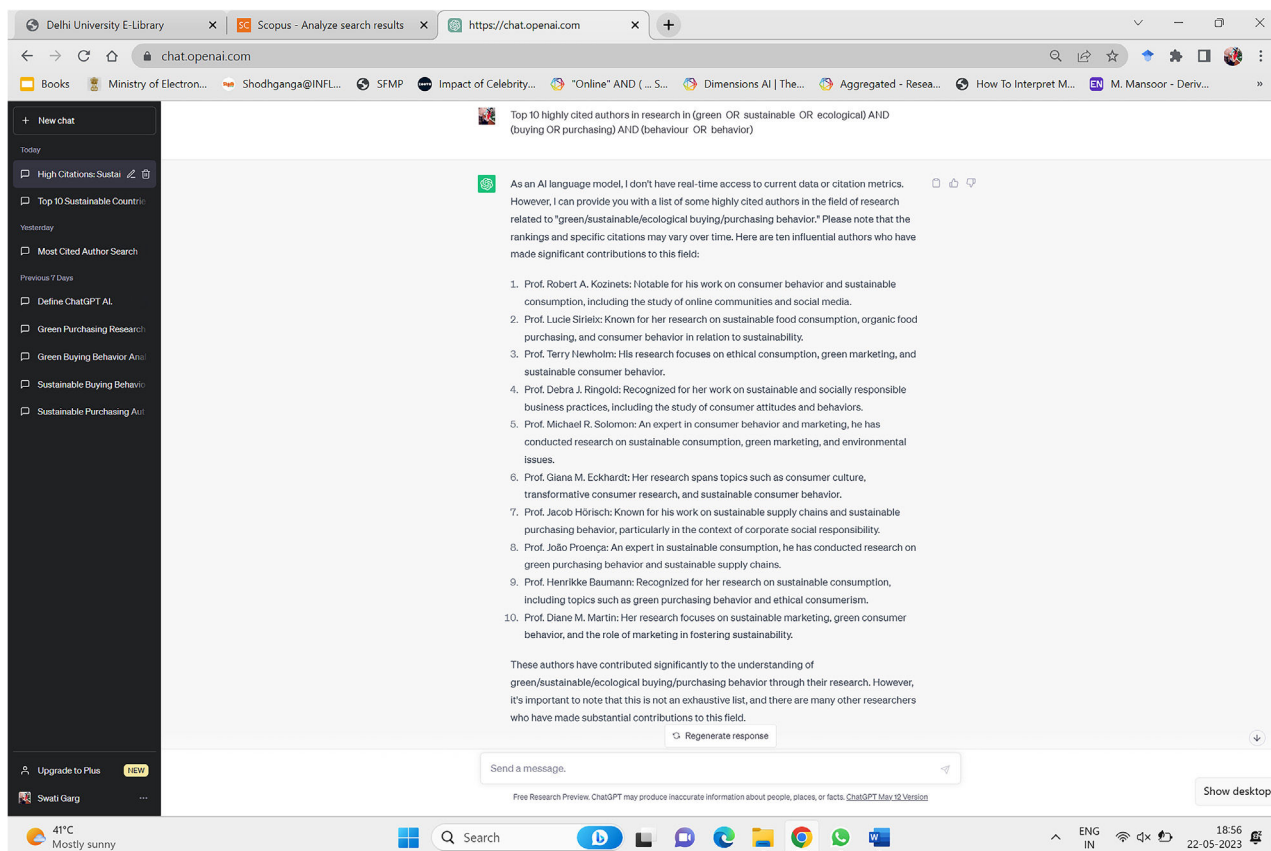 Delhi University E-Library
Scopus - Analyze search results
https://chat.openai.com
chat.openai.com
Books
Ministry of Electron...
Shodhganga@INFL...
SFMP
Impact of Celebrity...
"Online" AND ( ... S...
Dimensions AI | The...
Aggregated - Resea...
How To Interpret M...
M. Mansoor - Deriv...
»
+ New chat
Today
High Citations: Sustai
Top 10 Sustainable Countrie
Yesterday
Most Cited Author Search
Previous 7 Days
Define ChatGPT AI.
Green Purchasing Research
Green Buying Behavior Anal
Sustainable Buying Behavio
Sustainable Purchasing Aut
Upgrade to Plus NEW
Swati Garg
Top 10 highly cited authors in research in (green OR sustainable OR ecological) AND
(buying OR purchasing) AND (behaviour OR behavior)
As an AI language model, I don't have real-time access to current data or citation metrics.
However, I can provide you with a list of some highly cited authors in the field of research
related to "green/sustainable/ecological buying/purchasing behavior." Please note that the
rankings and specific citations may vary over time. Here are ten influential authors who have
made significant contributions to this field:
1. Prof. Robert A. Kozinets: Notable for his work on consumer behavior and sustainable
consumption, including the study of online communities and social media.
2. Prof. Lucie Sirieix: Known for her research on sustainable food consumption, organic food
purchasing, and consumer behavior in relation to sustainability.
3. Prof. Terry Newholm: His research focuses on ethical consumption, green marketing, and
sustainable consumer behavior.
4. Prof. Debra J. Ringold: Recognized for her work on sustainable and socially responsible
business practices, including the study of consumer attitudes and behaviors.
5. Prof. Michael R. Solomon: An expert in consumer behavior and marketing, he has
conducted research on sustainable consumption, green marketing, and environmental
issues.
6. Prof. Giana M. Eckhardt: Her research spans topics such as consumer culture,
transformative consumer research, and sustainable consumer behavior.
7. Prof. Jacob Hörisch: Known for his work on sustainable supply chains and sustainable
purchasing behavior, particularly in the context of corporate social responsibility.
8. Prof. João Proença: An expert in sustainable consumption, he has conducted research on
green purchasing behavior and sustainable supply chains.
9. Prof. Henrikke Baumann: Recognized for her research on sustainable consumption,
including topics such as green purchasing behavior and ethical consumerism.
10. Prof. Diane M. Martin: Her research focuses on sustainable marketing, green consumer
behavior, and the role of marketing in fostering sustainability.
These authors have contributed significantly to the understanding of
green/sustainable/ecological buying/purchasing behavior through their research. However,
it's important to note that this is not an exhaustive list, and there are many other researchers
who have made substantial contributions to this field.
Regenerate response
Send a message.
Free Research Preview. ChatGPT may produce inaccurate information about people, places, or facts. ChatGPT May 12 Version
Show desktop
41°C
Mostly sunny
Search
ENG
IN
18:56
22-05-2023